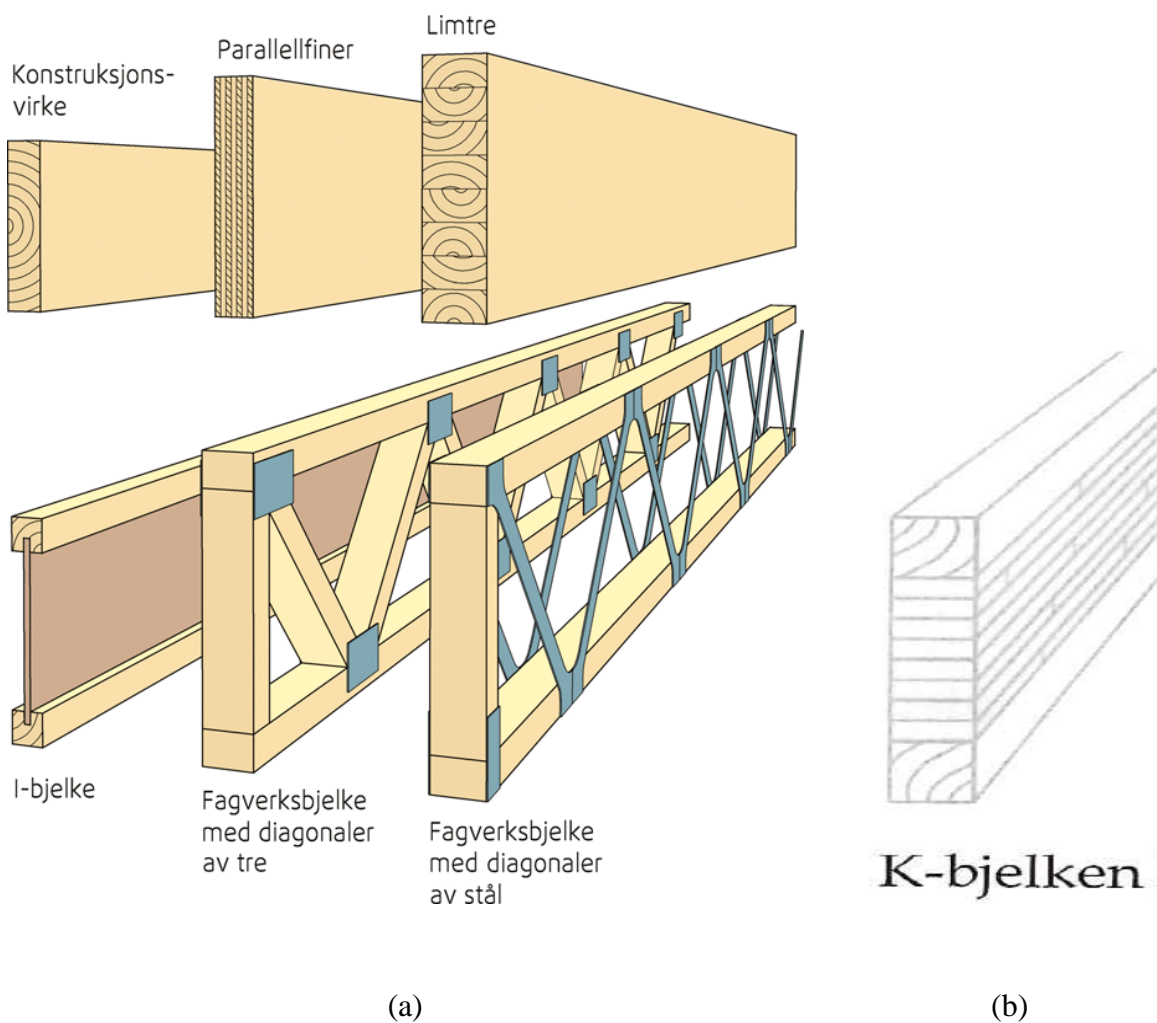 Limtre
Parallellfiner
Konstruksjons-
virke
I-bjelke
Fagverksbjelke
med diagonaler
av tre
Fagverksbjelke
med diagonaler
av stål
K-bjelken
(a)
(b)